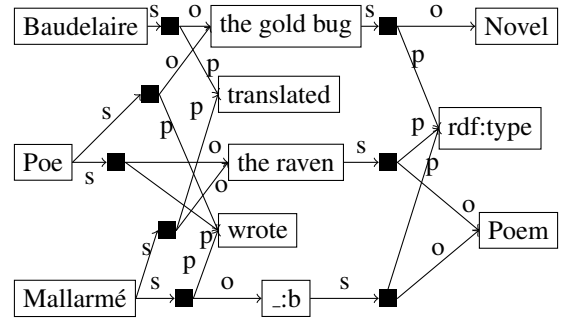 Baudelaire s o the gold bug s o Novel
o p p
s p translated
p p rdf:type
Poe s o the raven s p
o o
s p wrote Poem
p o
Mallarmé s o _:b s